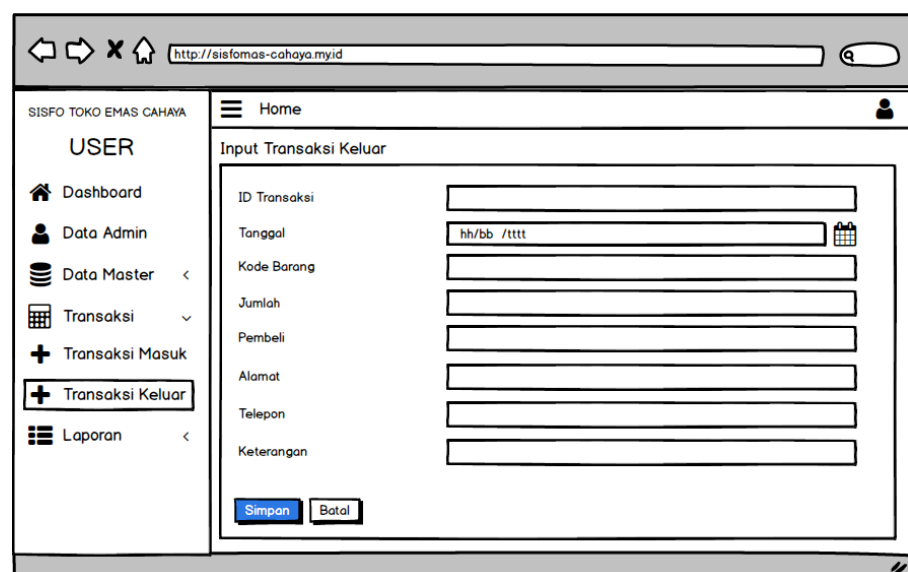 http://sisfomas-cahaya.my.id
SISFO TOKO EMAS CAHAYA
USER
Dashboard
Data Admin
Data Master <
Transaksi
Transaksi Masuk
Transaksi Keluar
Laporan <
Home
Input Transaksi Keluar
ID Transaksi
Tanggal hh/bb /tttt
Kode Barang
Jumlah
Pembeli
Alamat
Telepon
Keterangan
Simpan Batal